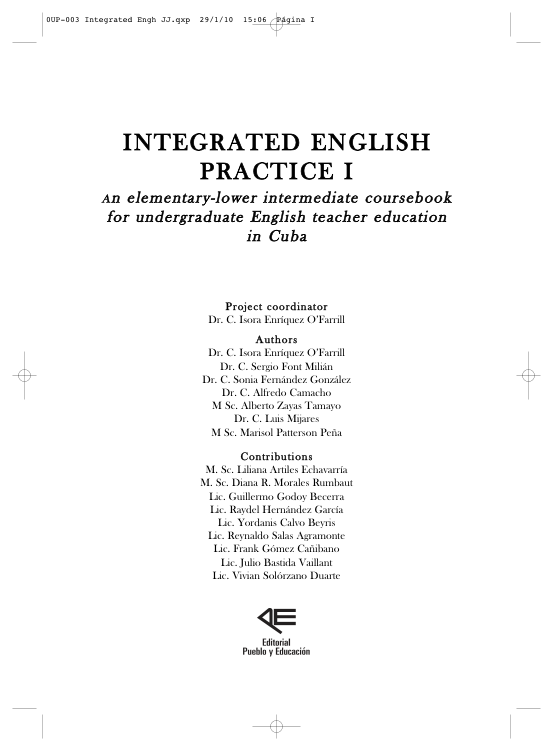 0UP-003 Integrated Engh JJ.qxp 29/1/10 15:06 Página I
INTEGRATED ENGLISH
PRACTICE I
An elementary-lower intermediate coursebook
for undergraduate English teacher education
in Cuba
Project coordinator
Dr. C. Isora Enríquez O'Farrill
Authors
Dr. C. Isora Enríquez O'Farrill
Dr. C. Sergio Font Milián
Dr. C. Sonia Fernández González
Dr. C. Alfredo Camacho
M Sc. Alberto Zayas Tamayo
Dr. C. Luis Mijares
M Sc. Marisol Patterson Peña
Contributions
M. Sc. Liliana Artiles Echavarría
M. Sc. Diana R. Morales Rumbaut
Lic. Guillermo Godoy Becerra
Lic. Raydel Hernández García
Lic. Yordanis Calvo Beyris
Lic. Reynaldo Salas Agramonte
Lic. Frank Gómez Cañibano
Lic. Julio Bastida Vaillant
Lic. Vivian Solórzano Duarte
Editorial
Pueblo y Educación